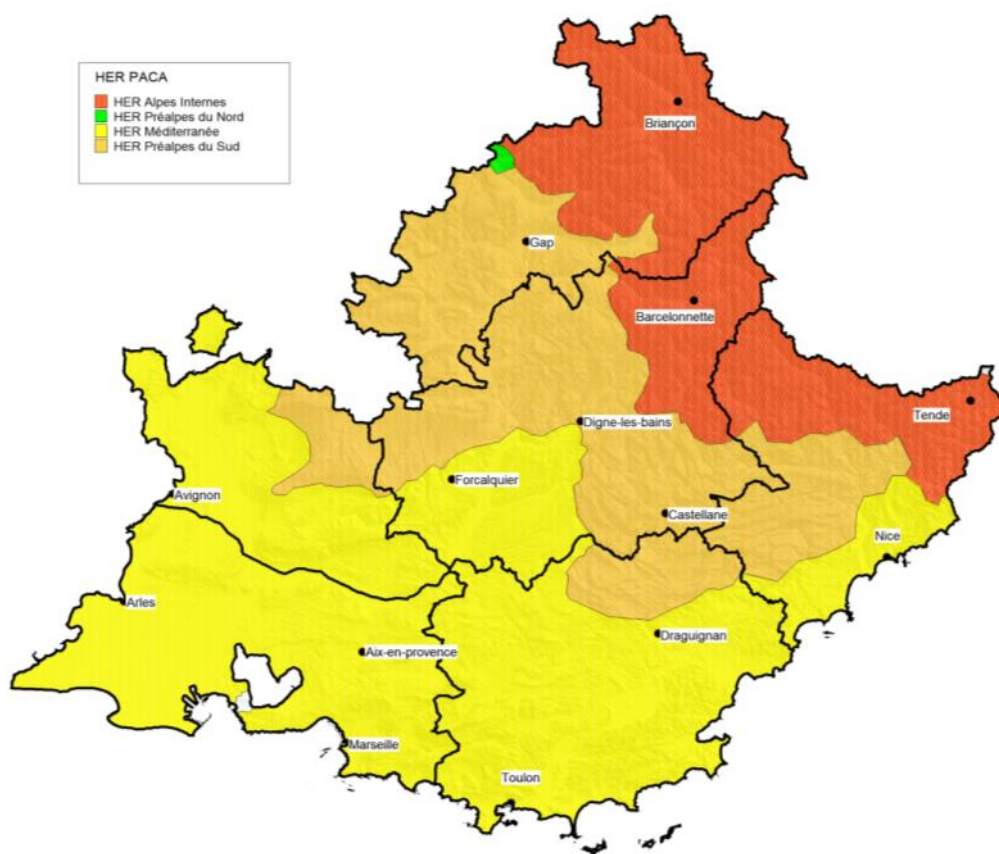 HER PACA
HER Alpes Internes
HER Préalpes du Nord
HER Méditerranée
HER Préalpes du Sud
Briançon
Gap
Barcelonnette
Tende
Digne-les-bains
Forcalquier
Avignon
Castellane
Nice
Arles
Draguignan
Aix-en-provence
Marseille
Toulon